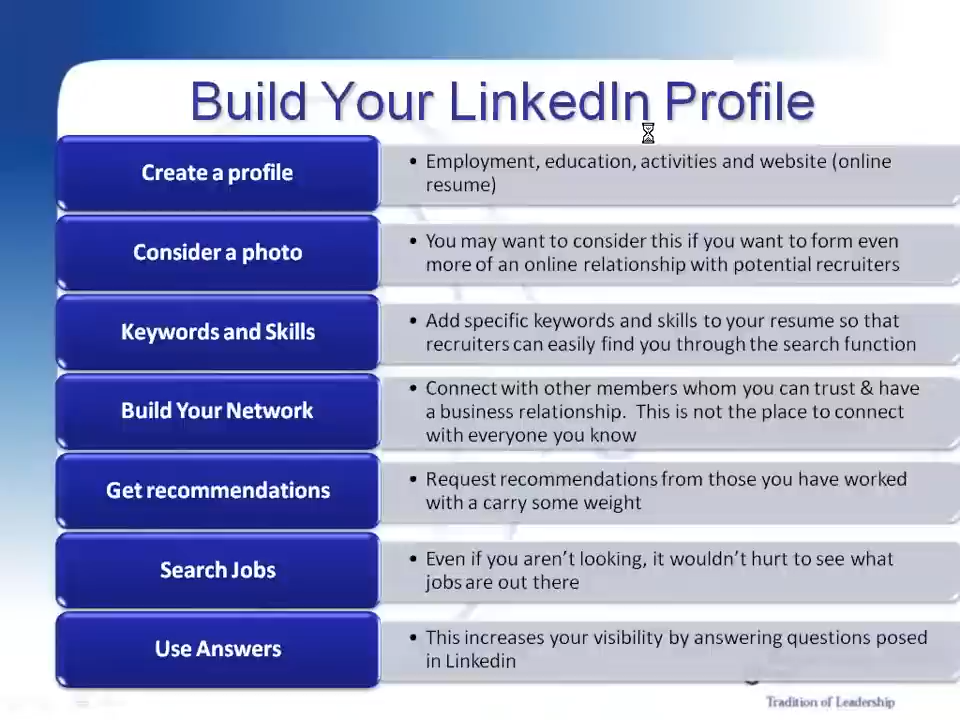 Build Your LinkedIn Profile
Create a profile
• Employment, education, activities and website (online
resume)
Consider a photo
• You may want to consider this if you want to form even
more of an online relationship with potential recruiters
Keywords and Skills
• Add specific keywords and skills to your resume so that
recruiters can easily find you through the search function
Build Your Network
• Connect with other members whom you can trust & have
a business relationship. This is not the place to connect
with everyone you know
Get recommendations
• Request recommendations from those you have worked
with a carry some weight
Search Jobs
• Even if you aren't looking, it wouldn't hurt to see what
jobs are out there
Use Answers
• This increases your visibility by answering questions posed
in Linkedin
Tradition of Leadership